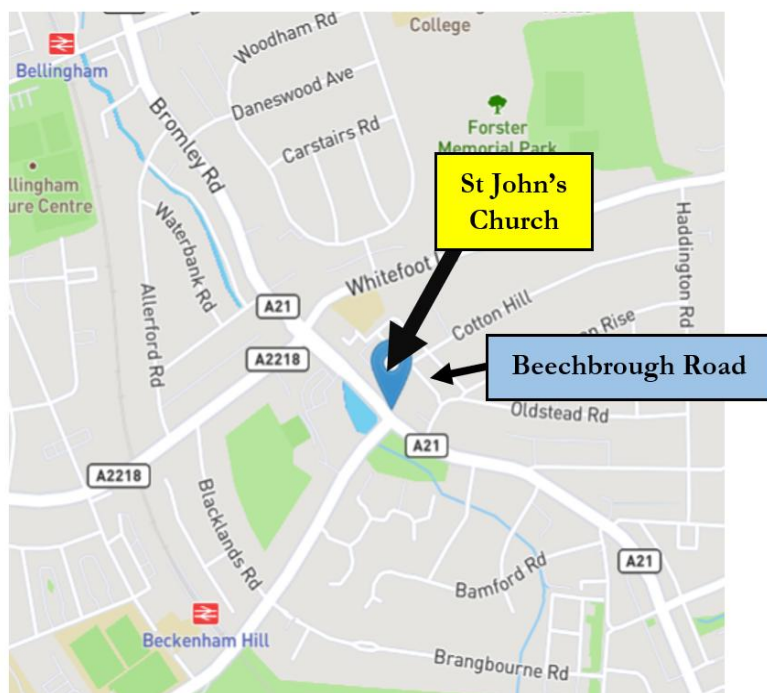 Woodham Rd
College
Bellingham
Daneswood Ave
Bromley Rd
Forster
Memorial Park
Carstairs Rd
St John's
Church
llingham
ure Centre
Waterbank Rd
Haddington Rd
Whitefoot
Allerford Rd
A21
Cotton Hill
Rise
A2218
Beechbrough Road
Oldstead Rd
A21
A2218
Blacklands Rd
A21
Bamford Rd
Beckenham Hill
Brangbourne Rd